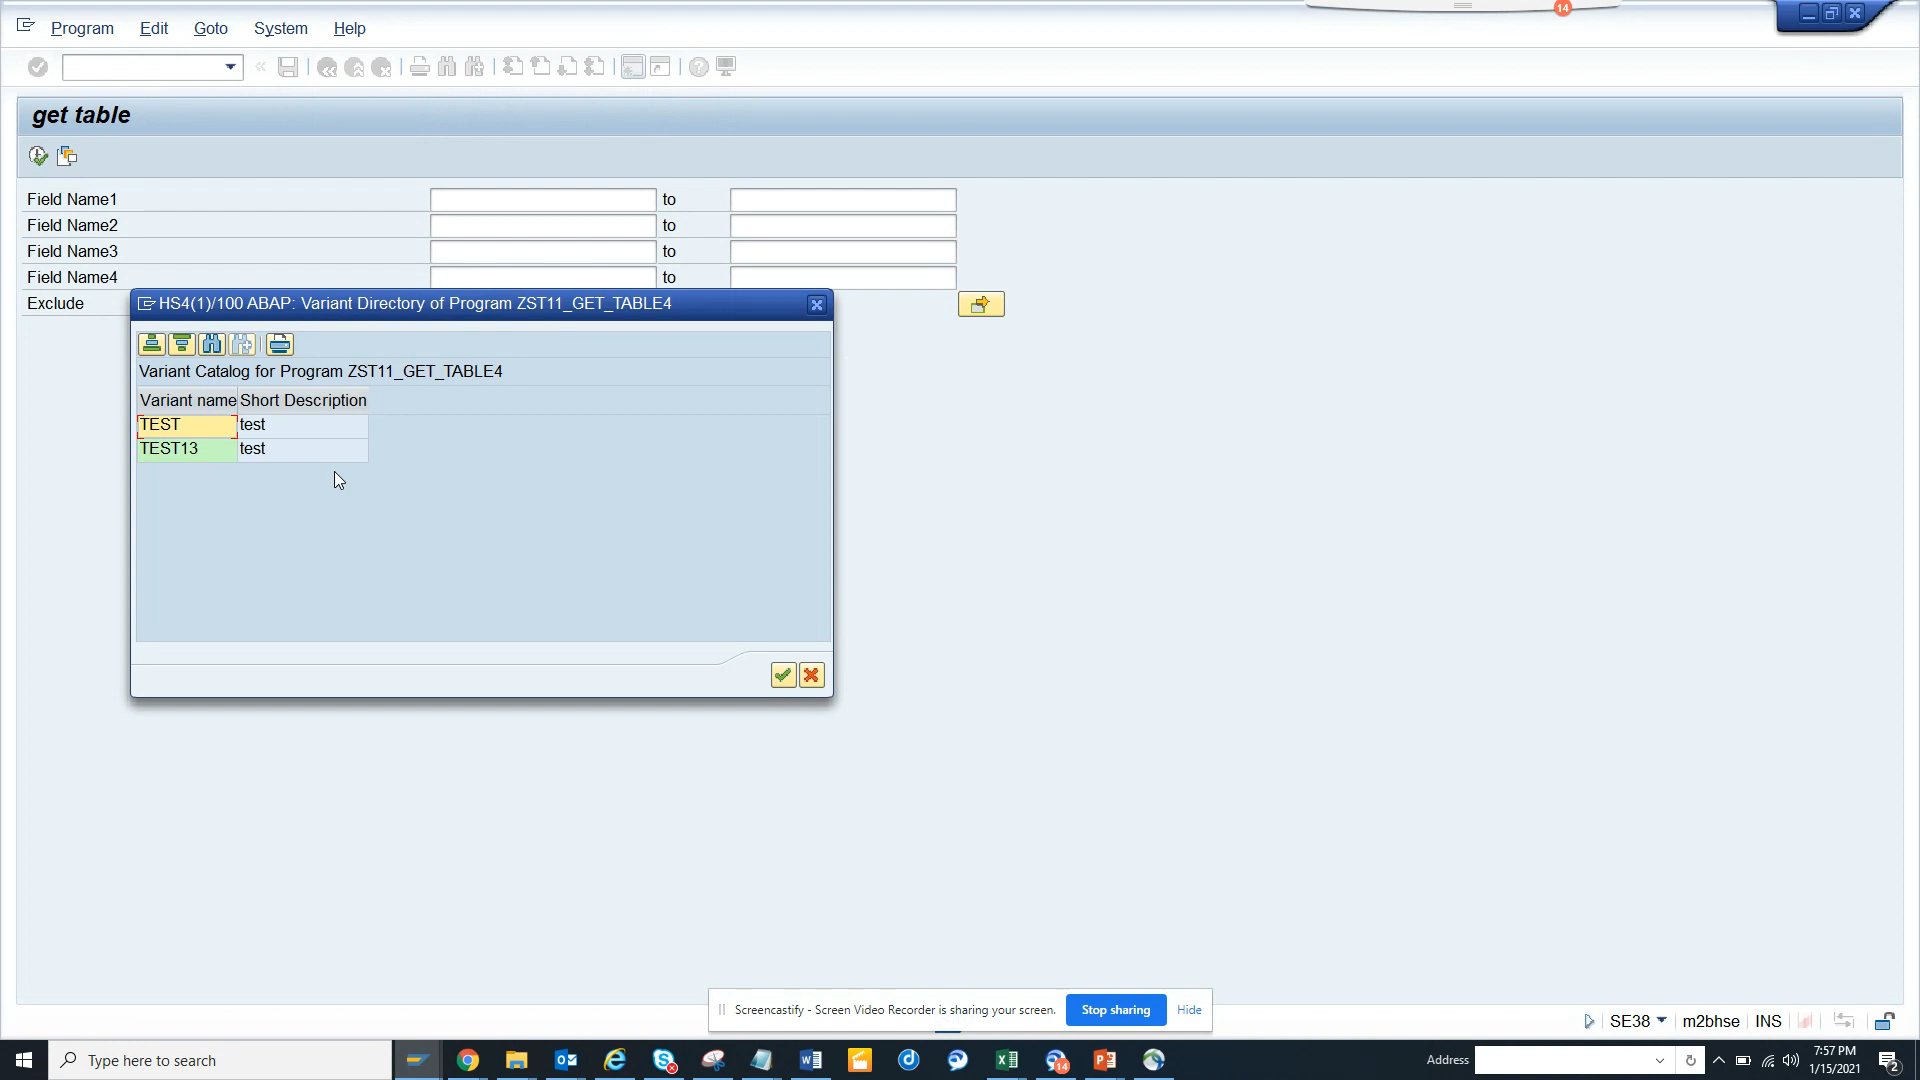 14
Program Edit Goto System Help
get table
Field Name1 to
Field Name2 to
Field Name3 to
Field Name4 to
Exclude
HS4(1)/100 ABAP: Variant Directory of Program ZST11_GET_TABLE4
Variant Catalog for Program ZST11_GET_TABLE4
Variant name Short Description
TEST test
TEST13 test
Screencastify - Screen Video Recorder is sharing your screen. Stop sharing Hide
SE38 m2bhse INS
Type here to search
14
Address
7:57 PM
1/15/2021
2